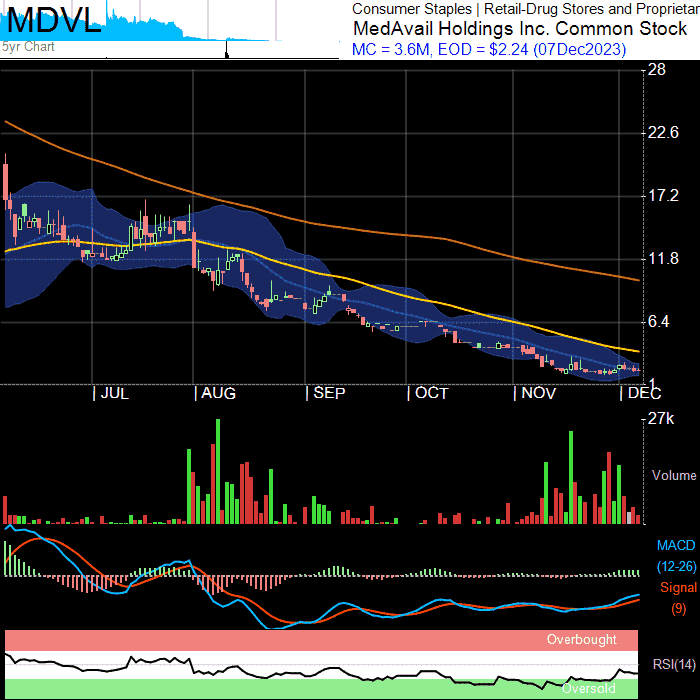 MDVL
5yr Chart
Consumer Staples | Retail-Drug Stores and Proprietar
MedAvail Holdings Inc. Common Stock
MC = 3.6M, EOD = $2.24 (07Dec2023)
28
22.6
17.2
11.8
6.4
1
JUL
AUG
SEP
OCT
NOV
DEC
27k
Volume
MACD
(12-26)
Signal
(9)
Overbought
RSI(14)
Oversold